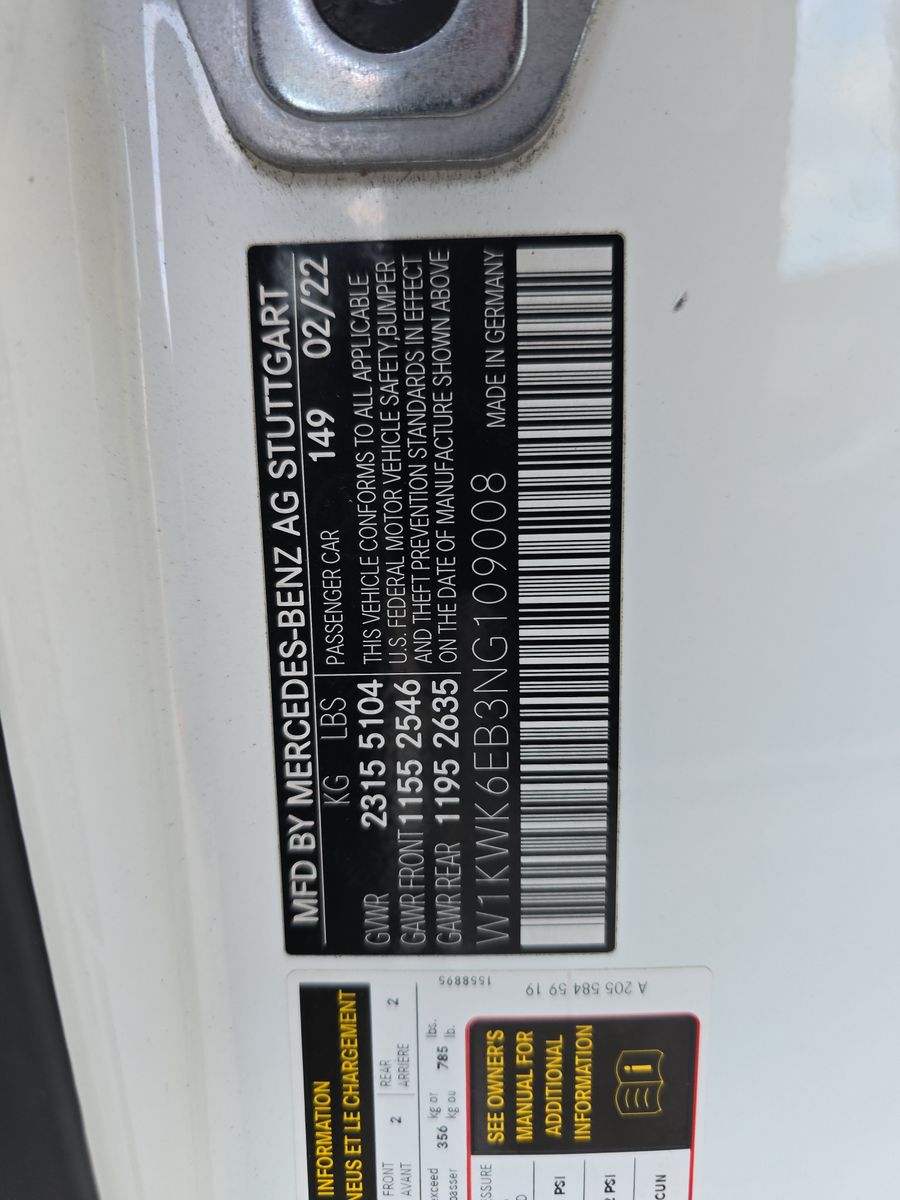 MFD BY MERCEDES-BENZ AG STUTTGART
KG LBS PASSENGER CAR 149 02/22
GVWR 2315 5104 THIS VEHICLE CONFORMS TO ALL APPLICABLE
GAWR FRONT 1155 2546 U.S. FEDERAL MOTOR VEHICLE SAFETY,BUMPER
AND THEFT PREVENTION STANDARDS IN EFFECT
GAWR REAR 1195 2635 ON THE DATE OF MANUFACTURE SHOWN ABOVE
W1KWK6EB3NG109008 MADE IN GERMANY
INFORMATION
NEUS ET LE CHARGEMENT
FRONT 2 REAR 2
AVANT ARRIÈRE
xceed 356 kg or 785 lbs.
passer kg ou lb.
1558895
A 205 584 59 19
SEE OWNER'S
MANUAL FOR
ADDITIONAL
INFORMATION
SSURE
PSI
PSI
CUN